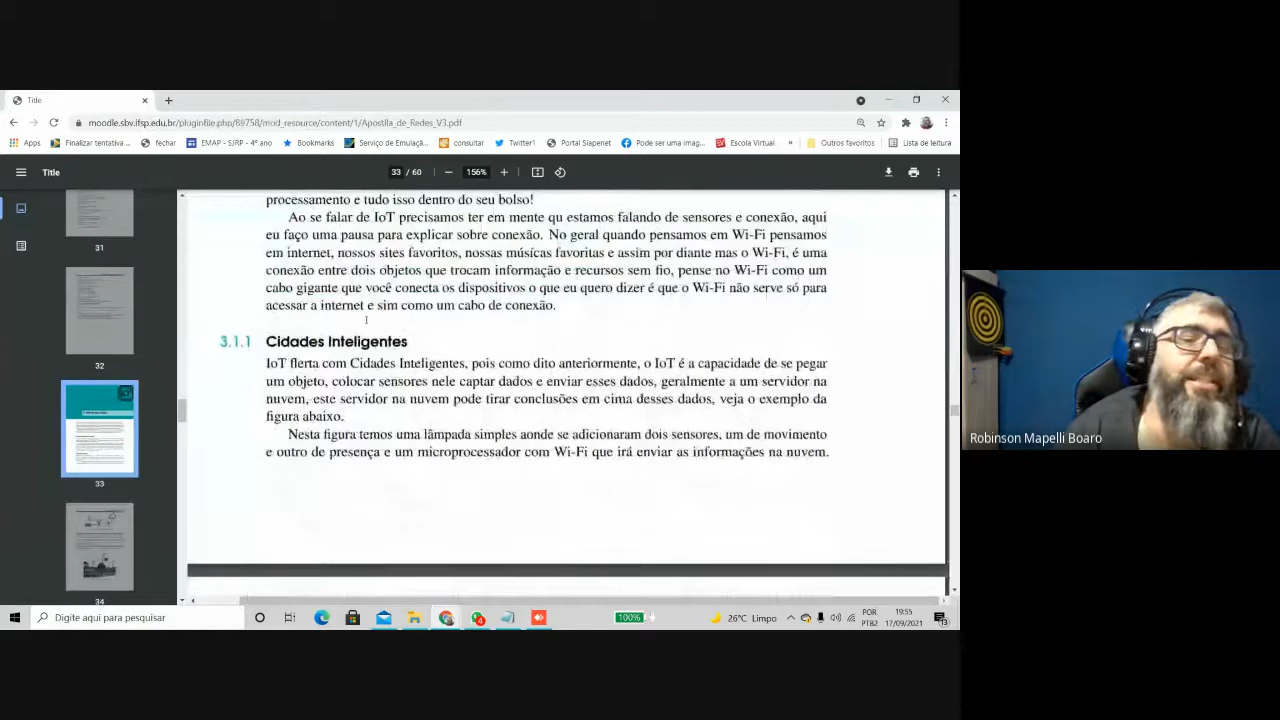 Title
moodle.sbv.ifsp.edu.br/pluginfile.php/89758/mod_resource/content/1/Apostila_de_Redes_V3.pdf
Apps Finalizar tentativa ... fechar EMAP - SJRP - 4º ano Bookmarks Serviço de Emulaçã... consultar Twitter! Portal Siapenet Pode ser uma imag... Escola Virtual » Outros favoritos Lista de leitura
Title 33 / 60 156%
31
32
33
34
processamento e tudo isso dentro do seu bolso!
Ao se falar de IoT precisamos ter em mente qu estamos falando de sensores e conexão, aqui
eu faço uma pausa para explicar sobre conexão. No geral quando pensamos em Wi-Fi pensamos
em internet, nossos sites favoritos, nossas músicas favoritas e assim por diante mas o Wi-Fi, é uma
conexão entre dois objetos que trocam informação e recursos sem fio, pense no Wi-Fi como um
cabo gigante que você conecta os dispositivos o que eu quero dizer é que o Wi-Fi não serve só para
acessar a internet e sim como um cabo de conexão.
3.1.1 Cidades Inteligentes
IoT flerta com Cidades Inteligentes, pois como dito anteriormente, o IoT é a capacidade de se pegar
um objeto, colocar sensores nele captar dados e enviar esses dados, geralmente a um servidor na
nuvem, este servidor na nuvem pode tirar conclusões em cima desses dados, veja o exemplo da
figura abaixo.
Nesta figura temos uma lâmpada simples aonde se adicionaram dois sensores, um de movimento
e outro de presença e um microprocessador com Wi-Fi que irá enviar as informações na nuvem.
Robinson Mapelli Boaro
Digite aqui para pesquisar
4
100%
26°C Limpo
POR
PTB2
19:55
17/09/2021
13